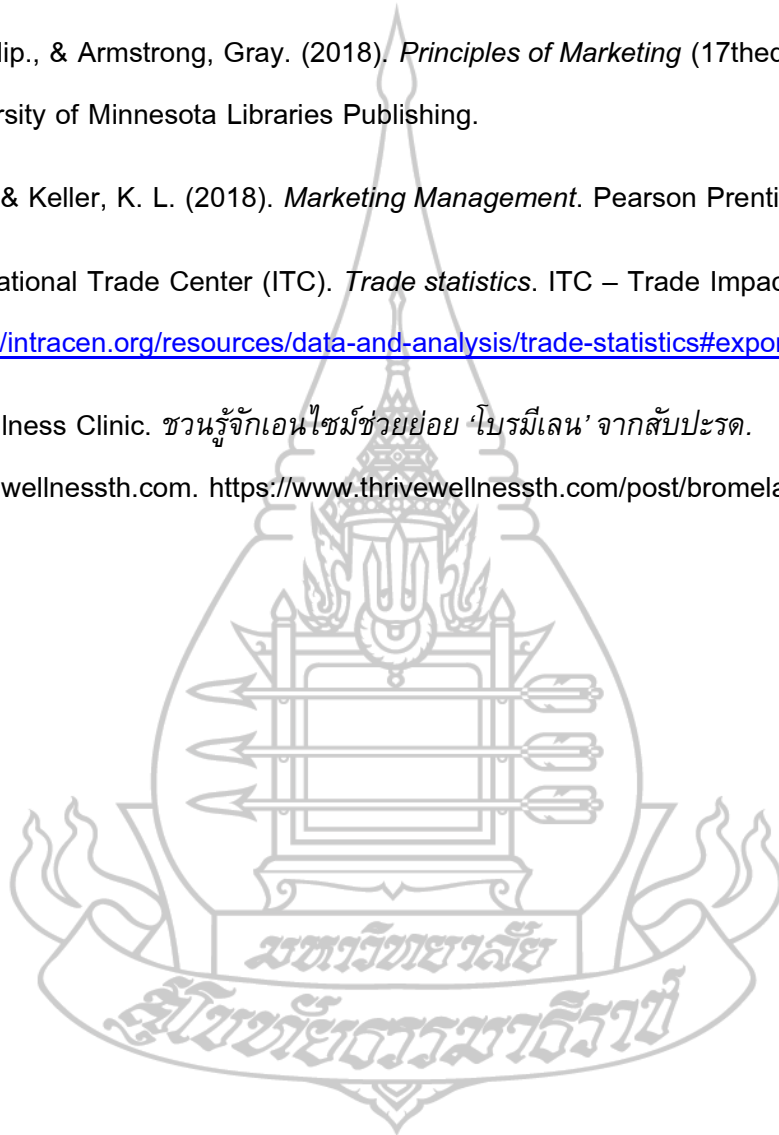 lip., & Armstrong, Gray. (2018). Principles of Marketing (17thed
rsity of Minnesota Libraries Publishing.
& Keller, K. L. (2018). Marketing Management. Pearson Prenti
ational Trade Center (ITC). Trade statistics. ITC – Trade Impac
/intracen.org/resources/data-and-analysis/trade-statistics#expor
llness Clinic. ชวนรู้จักเอนไซม์ช่วยย่อย ‘โบรมีเลน’ จากสับปะรด.
wellnessth.com. https://www.thrivewellnessth.com/post/bromela
มหาวิทยาลัย
สุโขทัยธรรมาธิราช